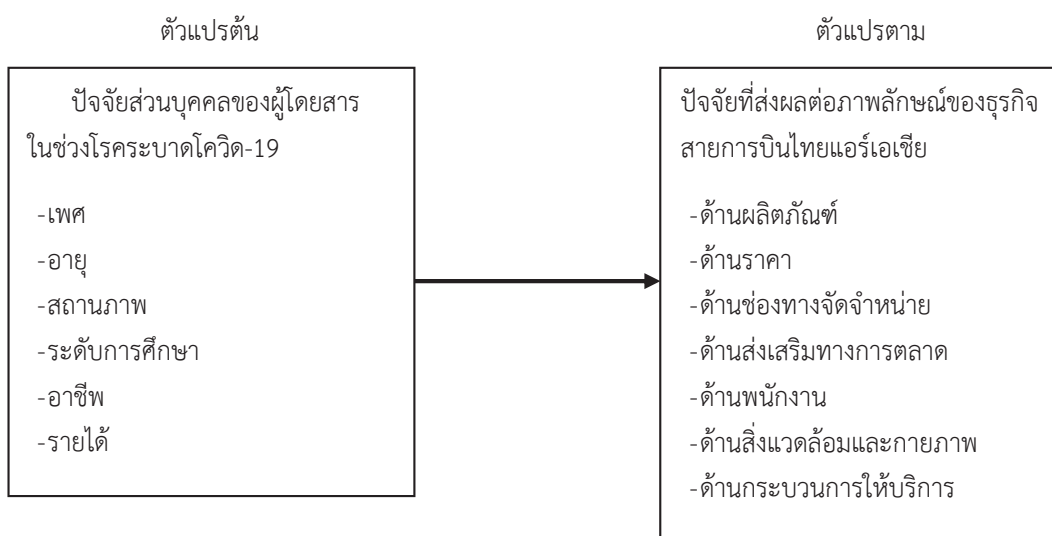 ตัวแปรต้น
ปัจจัยส่วนบุคคลของผู้โดยสาร
ในช่วงโรคระบาดโควิด-19
-เพศ
-อายุ
-สถานภาพ
-ระดับการศึกษา
-อาชีพ
-รายได้
ตัวแปรตาม
ปัจจัยที่ส่งผลต่อภาพลักษณ์ของธุรกิจ
สายการบินไทยแอร์เอเชีย
-ด้านผลิตภัณฑ์
-ด้านราคา
-ด้านช่องทางจัดจำหน่าย
-ด้านส่งเสริมทางการตลาด
-ด้านพนักงาน
-ด้านสิ่งแวดล้อมและกายภาพ
-ด้านกระบวนการให้บริการ